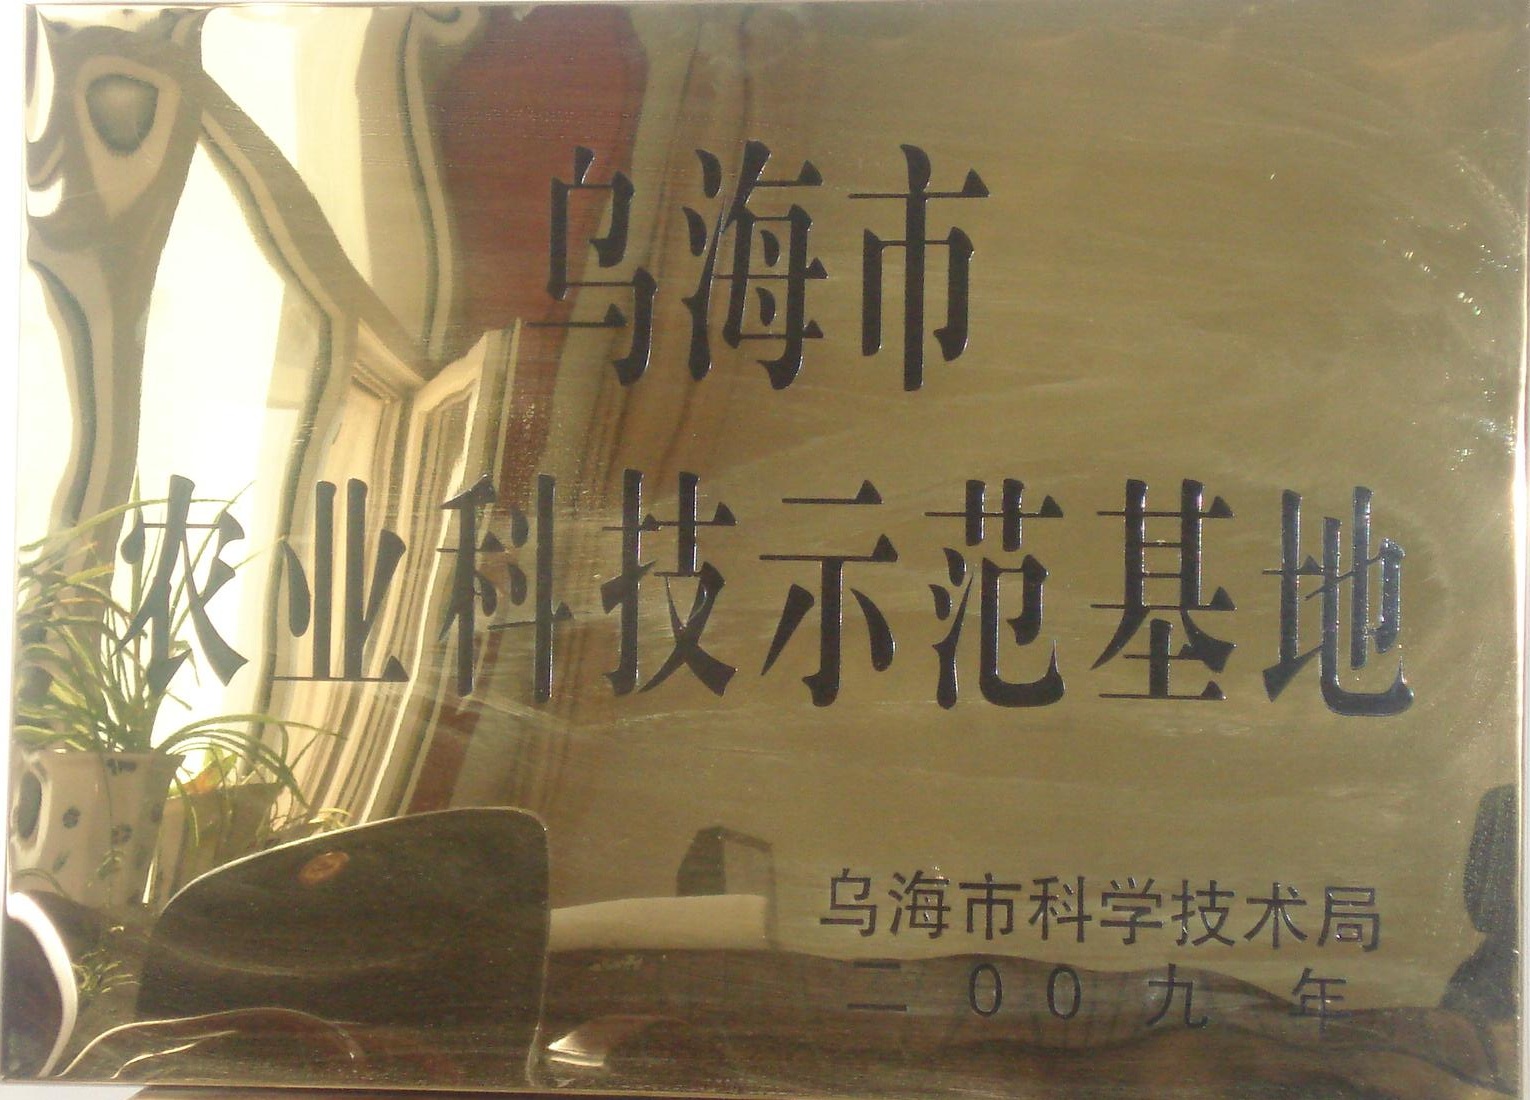 乌海市
农业科技示范基地
乌海市科学技术局
二00九年